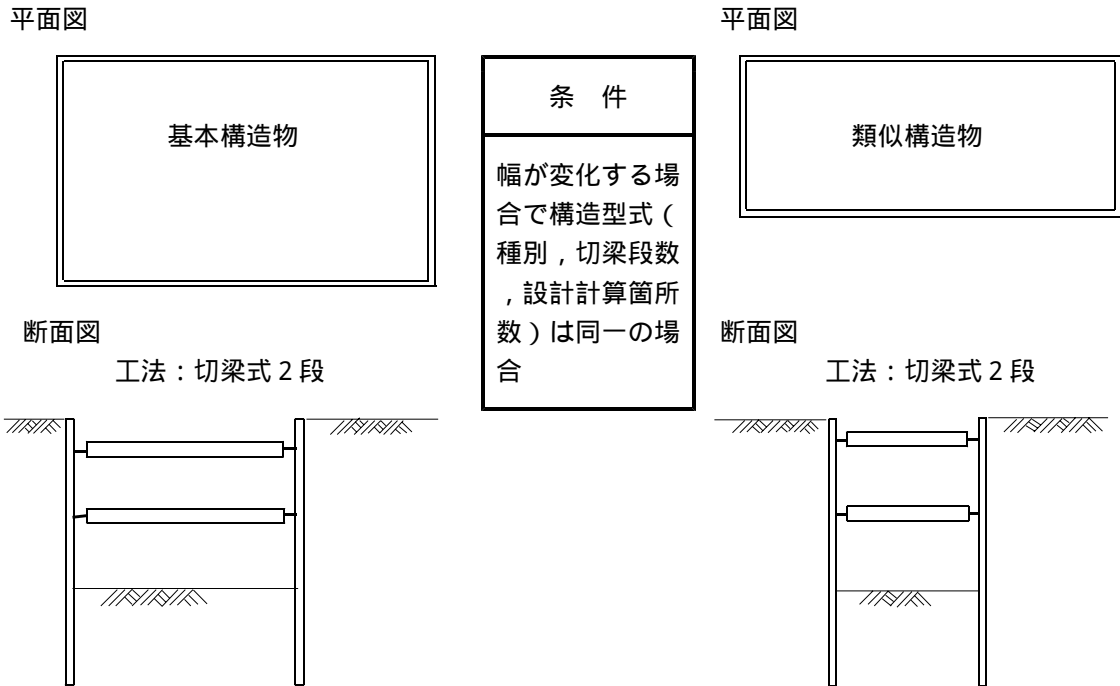 平面図
基本構造物
断面図
工法：切梁式２段
条　件
幅が変化する場
合で構造型式（
種別，切梁段数
，設計計算箇所
数）は同一の場
合
平面図
類似構造物
断面図
工法：切梁式２段